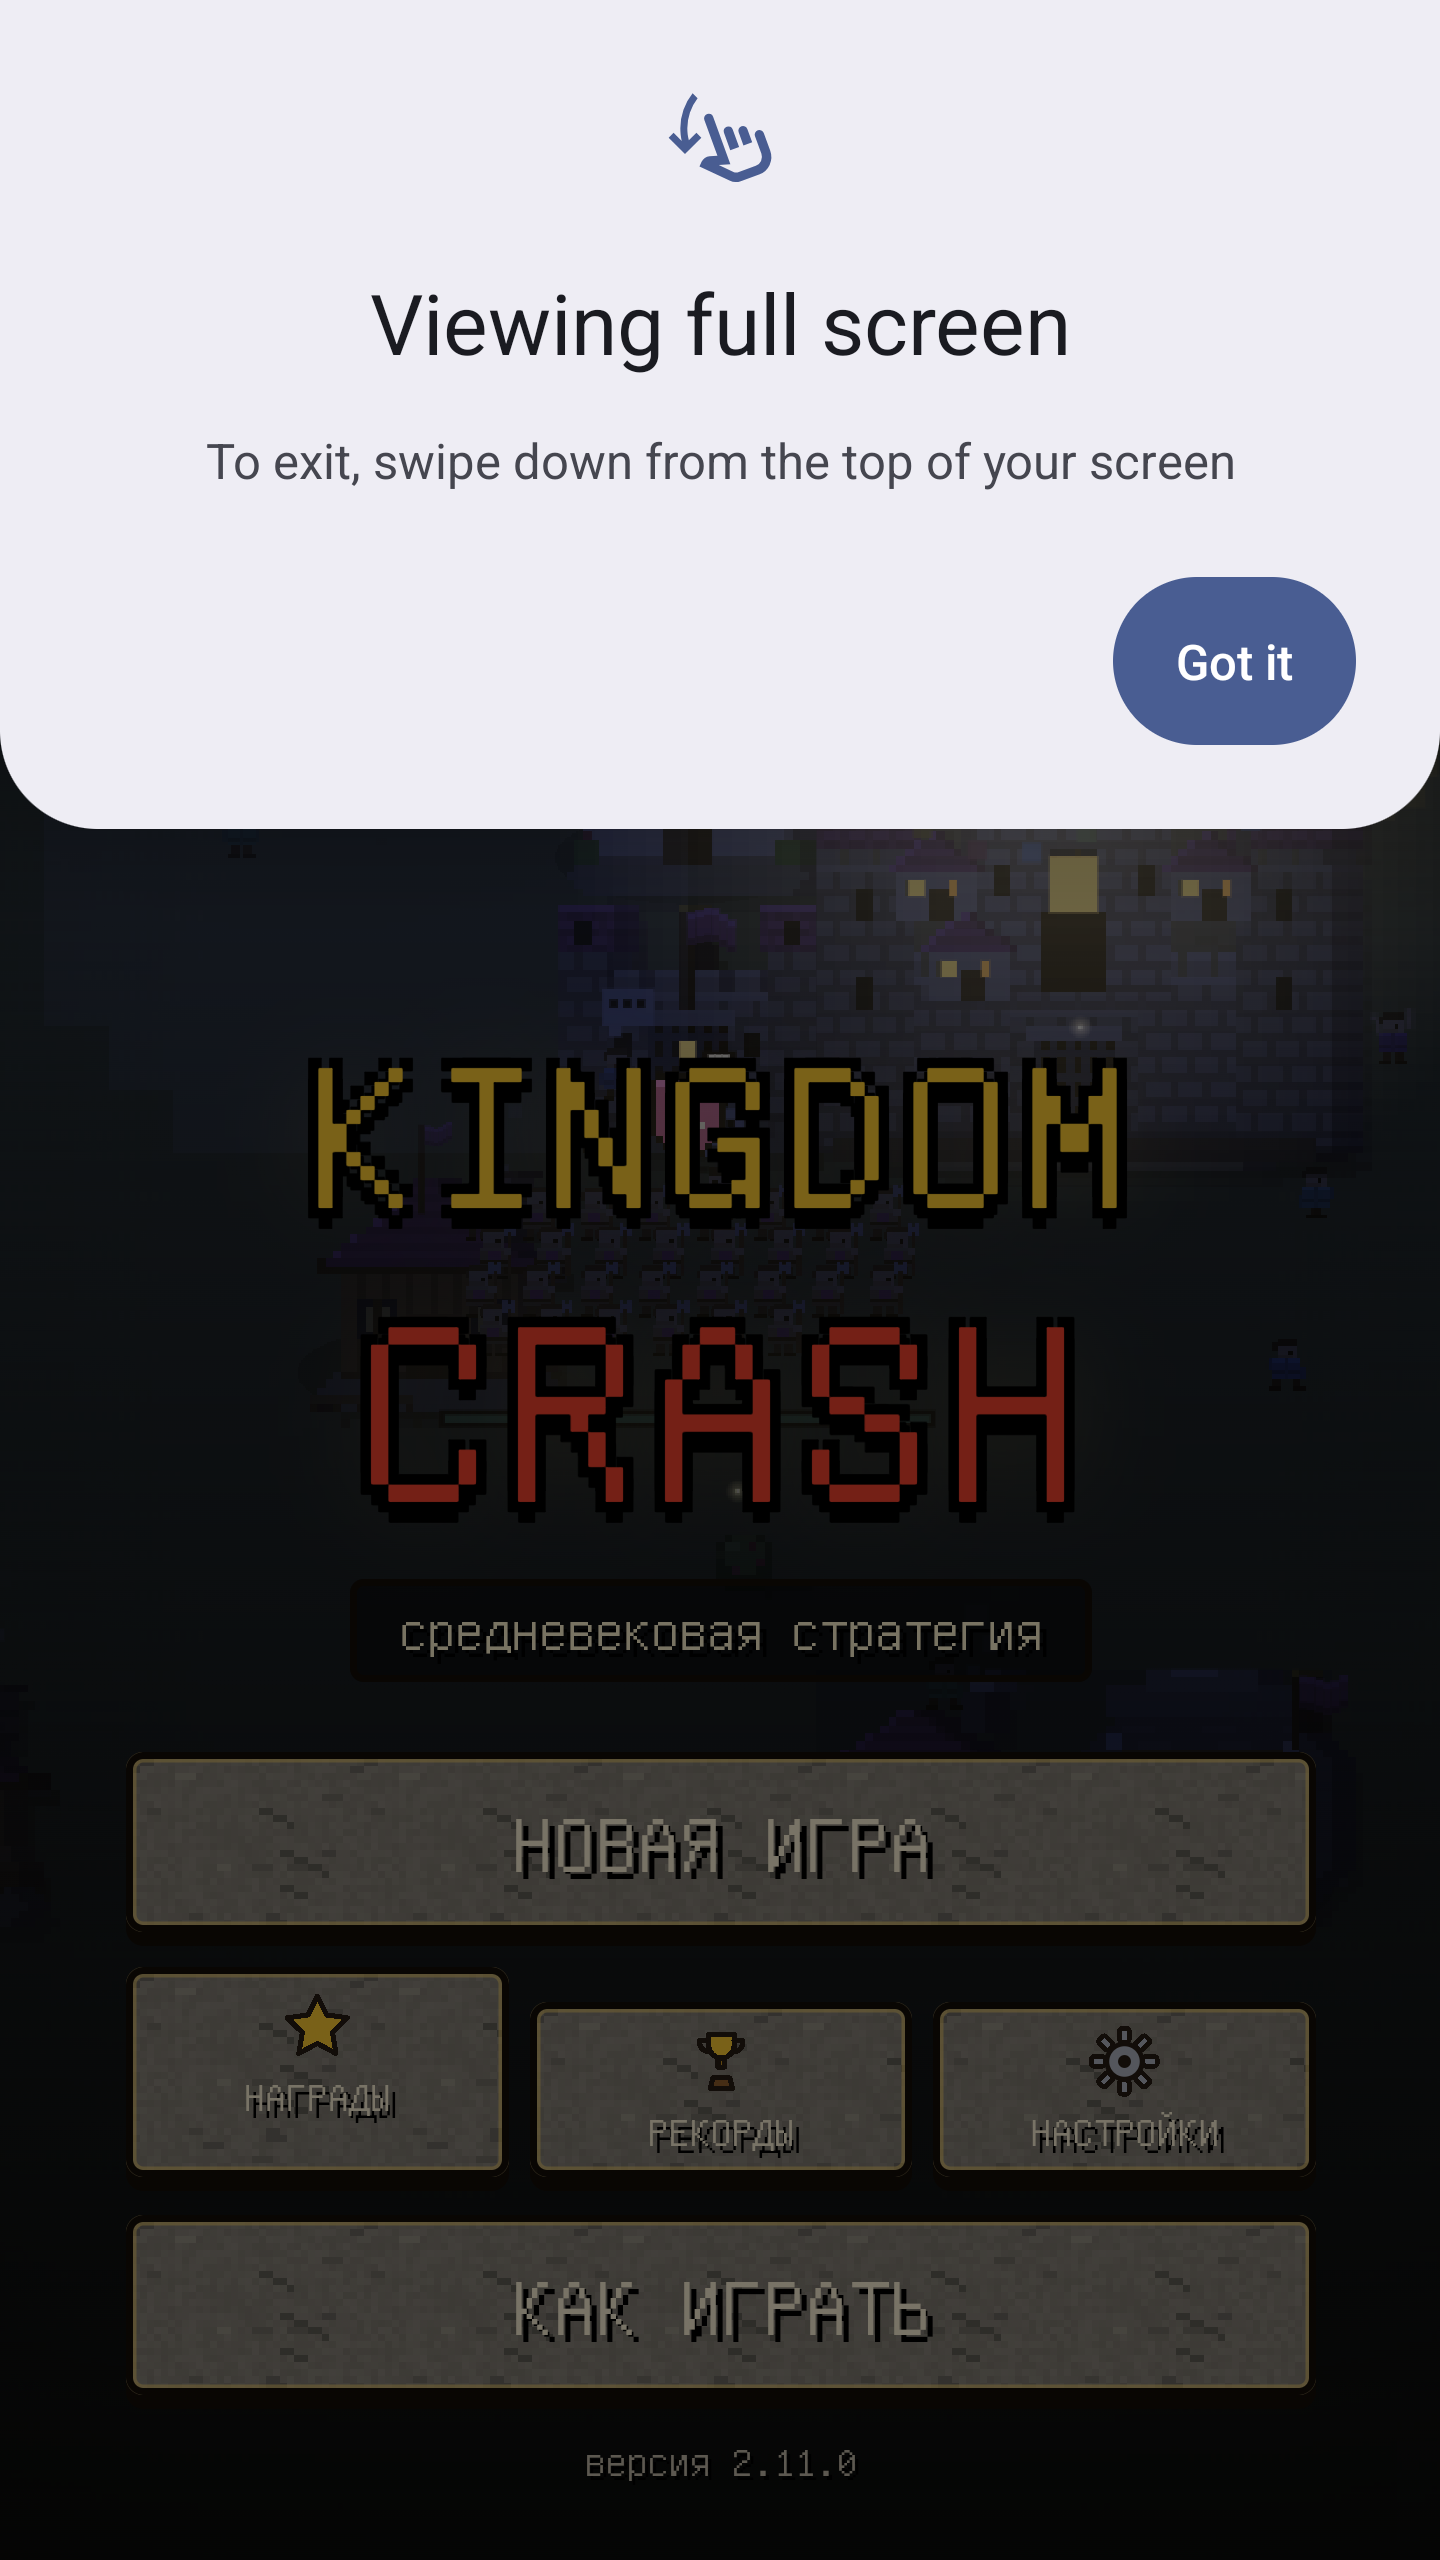 Viewing full screen
To exit, swipe down from the top of your screen
Got it
KINGDOM
CRASH
средневековая стратегия
НОВАЯ ИГРА
НАГРАДЫ
РЕКОРДЫ
НАСТРОЙКИ
КАК ИГРАТЬ
версия 2.11.0